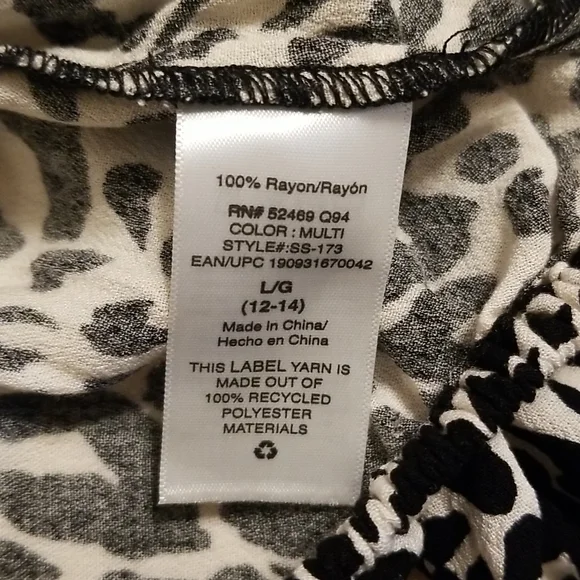 100% Rayon/Rayón
RN# 52469 Q94
COLOR : MULTI
STYLE#:SS-173
EAN/UPC 190931670042
L/G
(12-14)
Made in China/
Hecho en China
THIS LABEL YARN IS
MADE OUT OF
100% RECYCLED
POLYESTER
MATERIALS